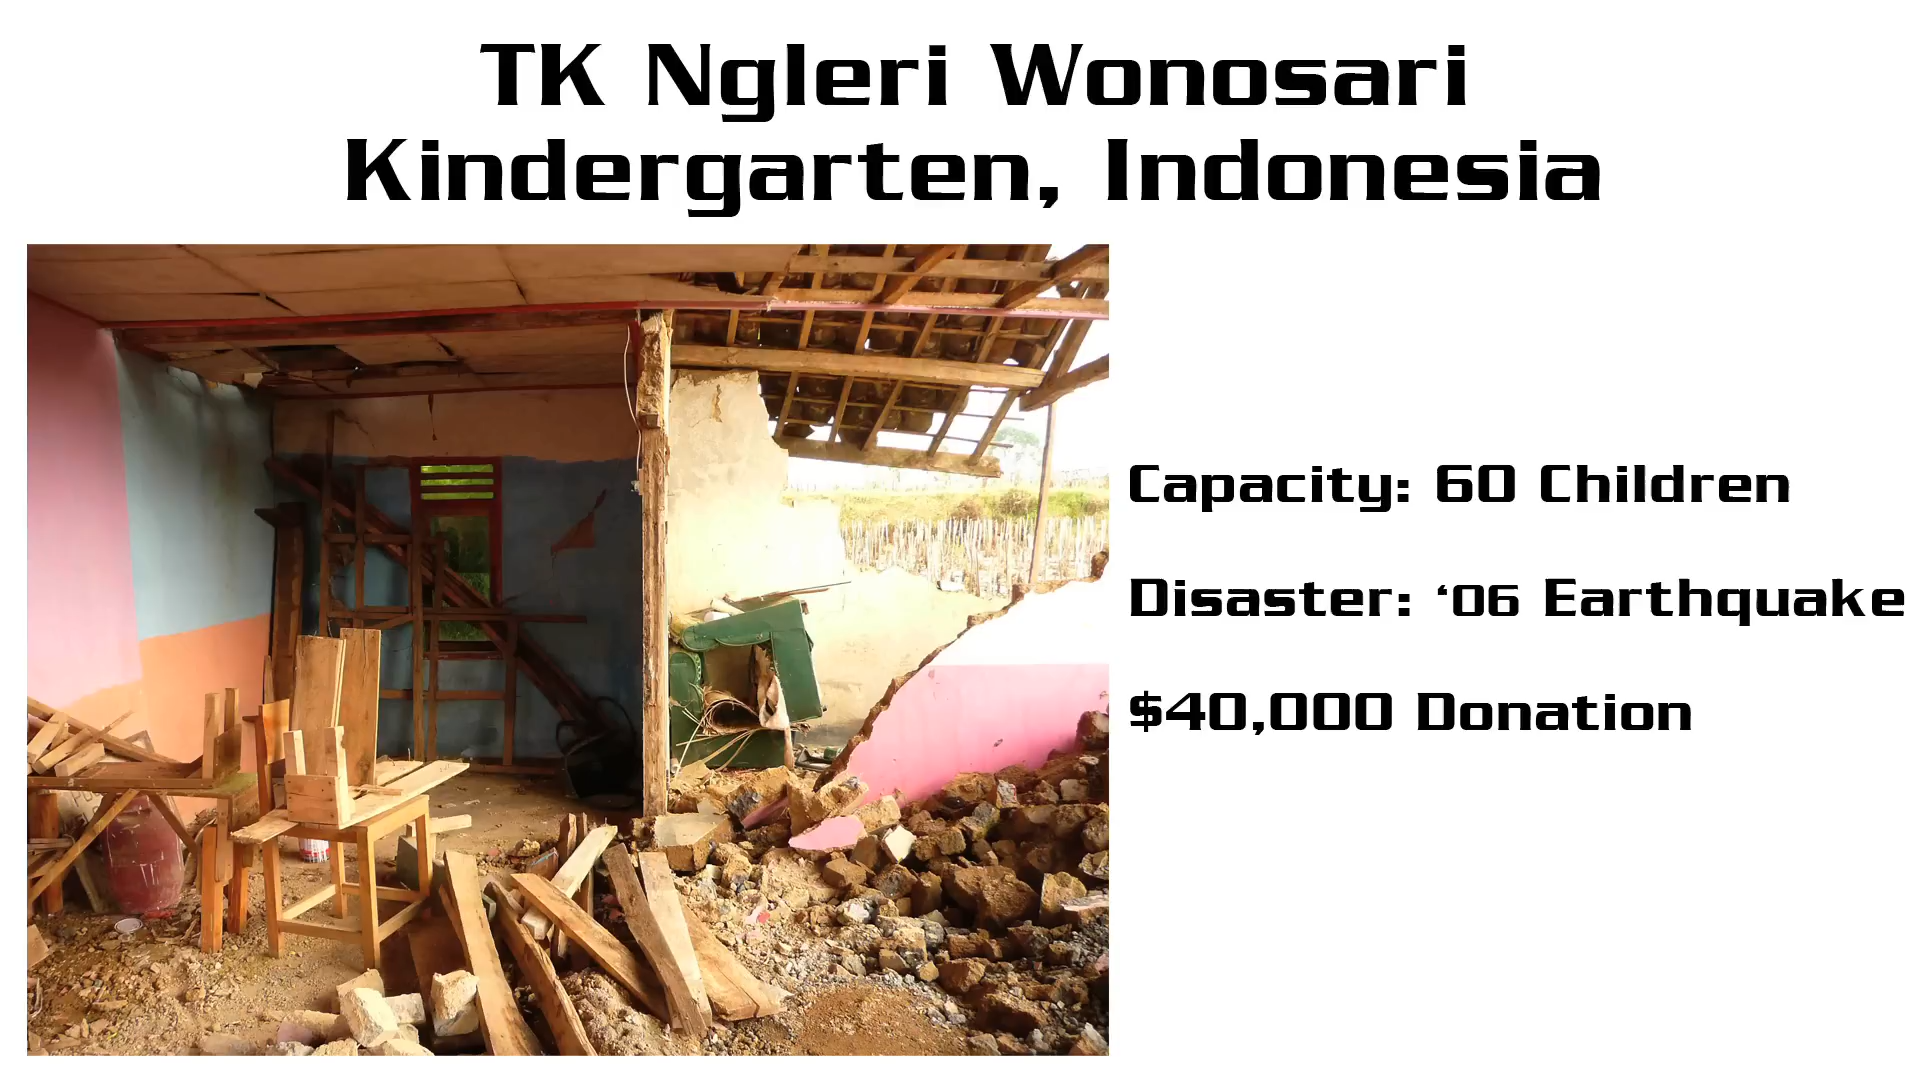 TK Ngleri Wonosari
Kindergarten, Indonesia
Capacity: 60 Children
Disaster: ‘06 Earthquake
$40,000 Donation